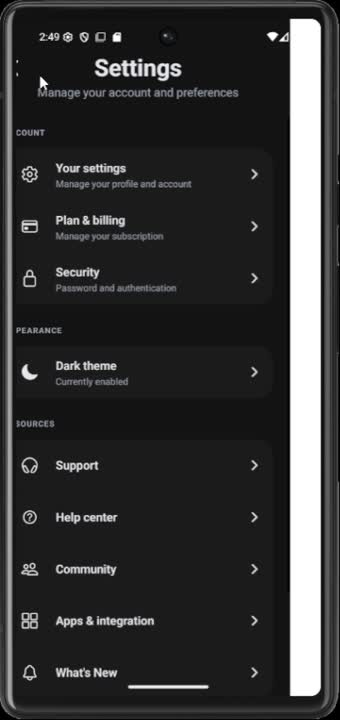 2:49
Settings
Manage your account and preferences
COUNT
Your settings
Manage your profile and account
Plan & billing
Manage your subscription
Security
Password and authentication
PEARANCE
Dark theme
Currently enabled
SOURCES
Support
Help center
Community
Apps & integration
What's New